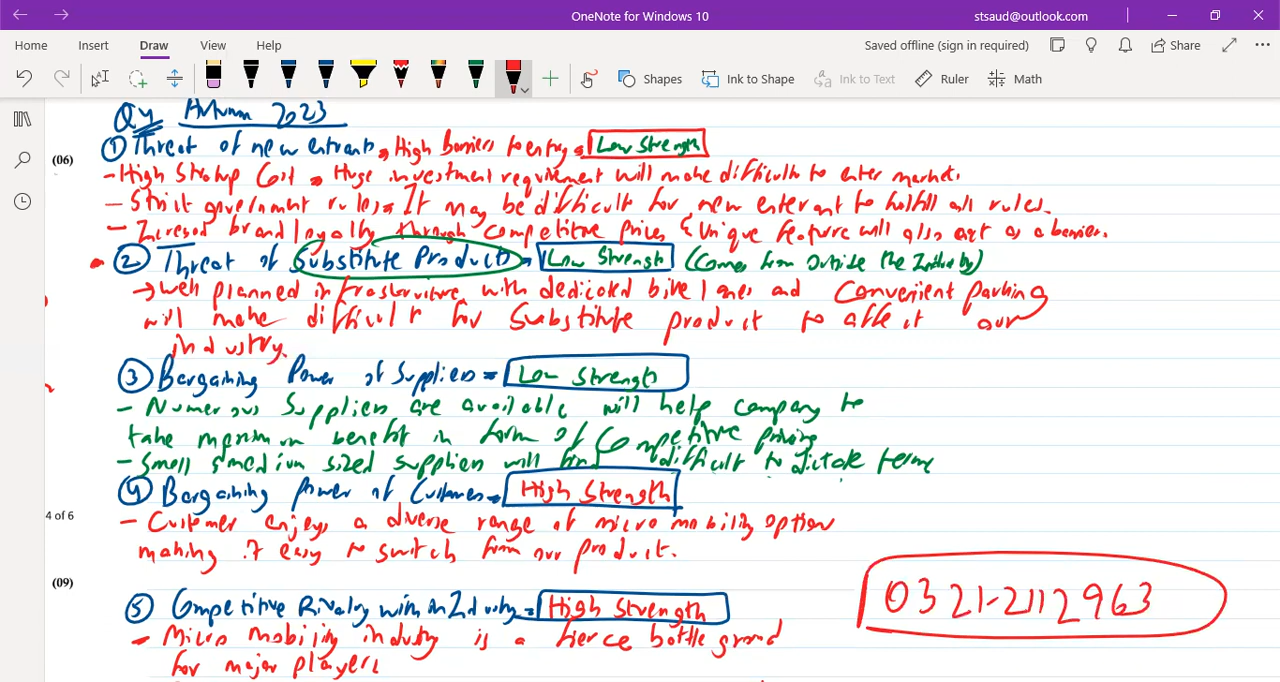 OneNote for Windows 10
stsaud@outlook.com
Home Insert Draw View Help
Saved offline (sign in required) Share
Shapes Ink to Shape Ink to Text Ruler Math
Q4 Autumn 2023
(06)
① Threat of new entrants High Barriers to entry Low Strength
- High Startup Cost Huge investment requirement will make difficult to enter market.
- Strict government rules It may be difficult for new enterant to fulfill all rules.
- Incresed brand loyalty through competitive prices & Unique feature will also act as a barrier.
② Threat of Substitute Products Low Strength (Comes from outside the Industry)
→ Well planned infrastructure with dedicated bike lanes and Convenient parking
will make difficult for Substitute product to affect our
industry.
③ Bargaining Power of Suppliers = Low Strength
- Numerous Suppliers are available will help company to
take maximum benefit in form of Competitive pricing
- Small & medium sized suppliers will find difficult to dictate terms
④ Bargaining Power of Customers High Strength
4 of 6
- Customer enjoys a diverse range of micro mobility option
making it easy to switch from our product.
(09)
⑤ Competitive Rivalry within Industry High Strength
0321-2112963
- Micro mobility industry is a fierce battle ground
for major players